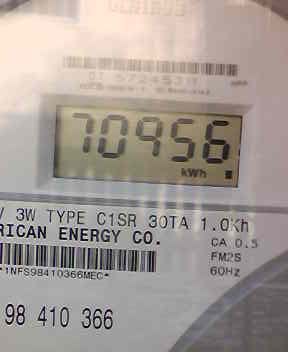 70956
kWh
V 3W TYPE C1SR 30TA 1.0Kh
RICAN ENERGY CO.
CA 0.5
FM2S
*1NFS98410366MEC*
60Hz
98 410 366